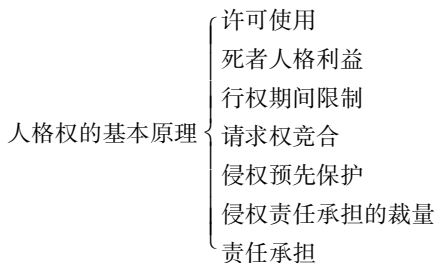 人格权的基本原理
许可使用
死者人格利益
行权期间限制
请求权竞合
侵权预先保护
侵权责任承担的裁量
责任承担